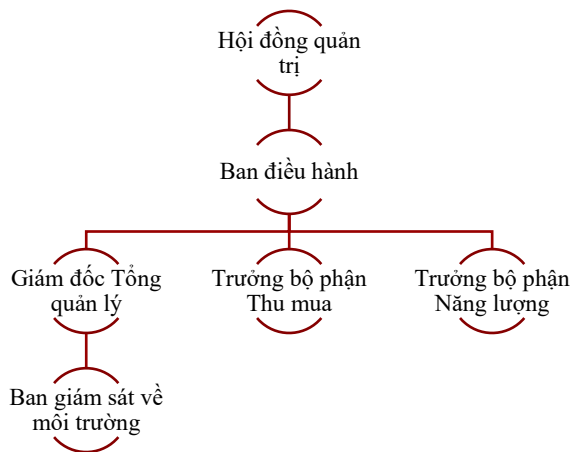 Hội đồng quản
trị
Ban điều hành
Giám đốc Tổng
quản lý
Trưởng bộ phận
Thu mua
Trưởng bộ phận
Năng lượng
Ban giám sát về
môi trường